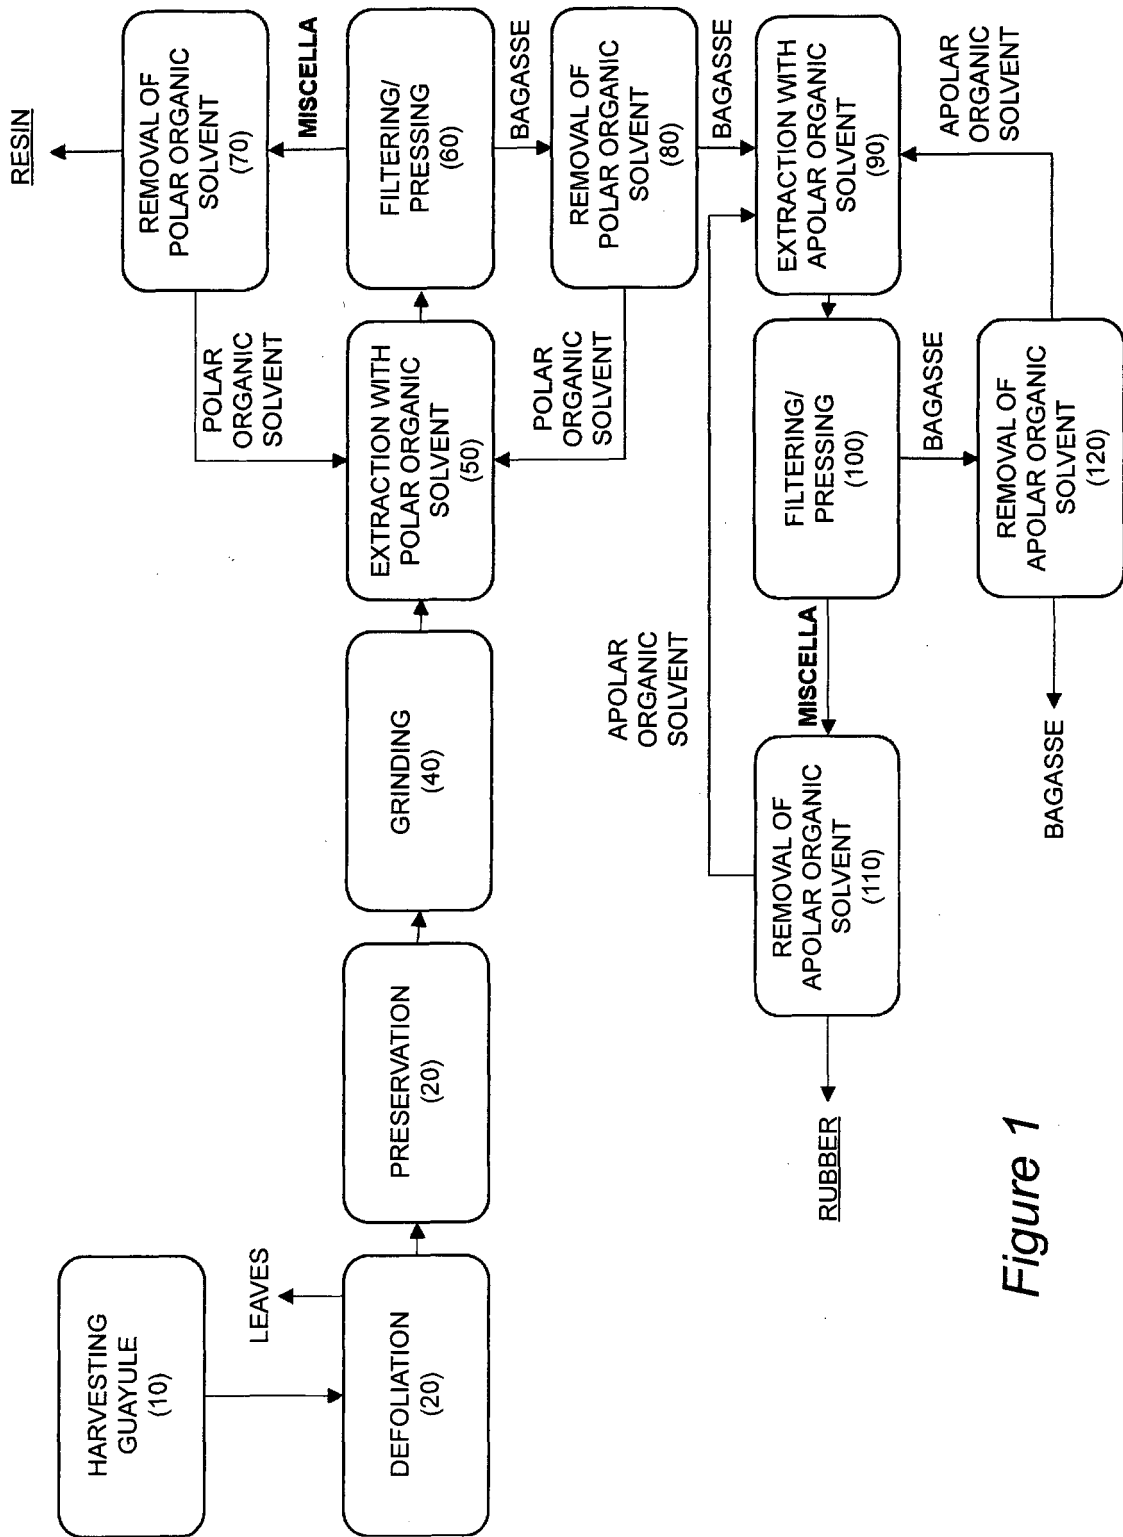 HARVESTING
GUAYULE
(10)
LEAVES
DEFOLIATION
(20)
PRESERVATION
(20)
GRINDING
(40)
EXTRACTION WITH
POLAR ORGANIC
SOLVENT
(50)
POLAR
ORGANIC
SOLVENT
POLAR
ORGANIC
SOLVENT
RESIN
REMOVAL OF
POLAR ORGANIC
SOLVENT
(70)
MISCELLA
FILTERING/
PRESSING
(60)
BAGASSE
REMOVAL OF
POLAR ORGANIC
SOLVENT
(80)
BAGASSE
EXTRACTION WITH
APOLAR ORGANIC
SOLVENT
(90)
APOLAR
ORGANIC
SOLVENT
APOLAR
ORGANIC
SOLVENT
FILTERING/
PRESSING
(100)
MISCELLA
BAGASSE
REMOVAL OF
APOLAR ORGANIC
SOLVENT
(110)
REMOVAL OF
APOLAR ORGANIC
SOLVENT
(120)
RUBBER
BAGASSE
Figure 1